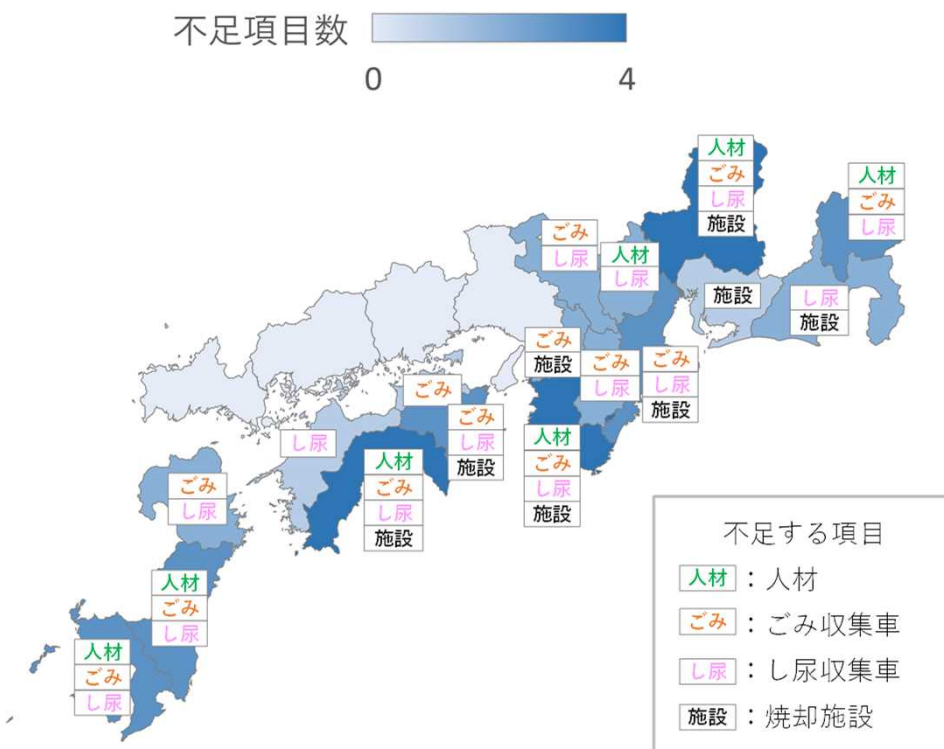 不足項目数
0 4
人材
ごみ
し尿
施設
人材
ごみ
し尿
ごみ
し尿
人材
し尿
施設
し尿
施設
ごみ
施設
ごみ
し尿
ごみ
し尿
施設
ごみ
ごみ
し尿
施設
し尿
人材
ごみ
し尿
施設
人材
ごみ
し尿
施設
ごみ
し尿
人材
ごみ
し尿
人材
ごみ
し尿
不足する項目
人材：人材
ごみ：ごみ収集車
し尿：し尿収集車
施設：焼却施設